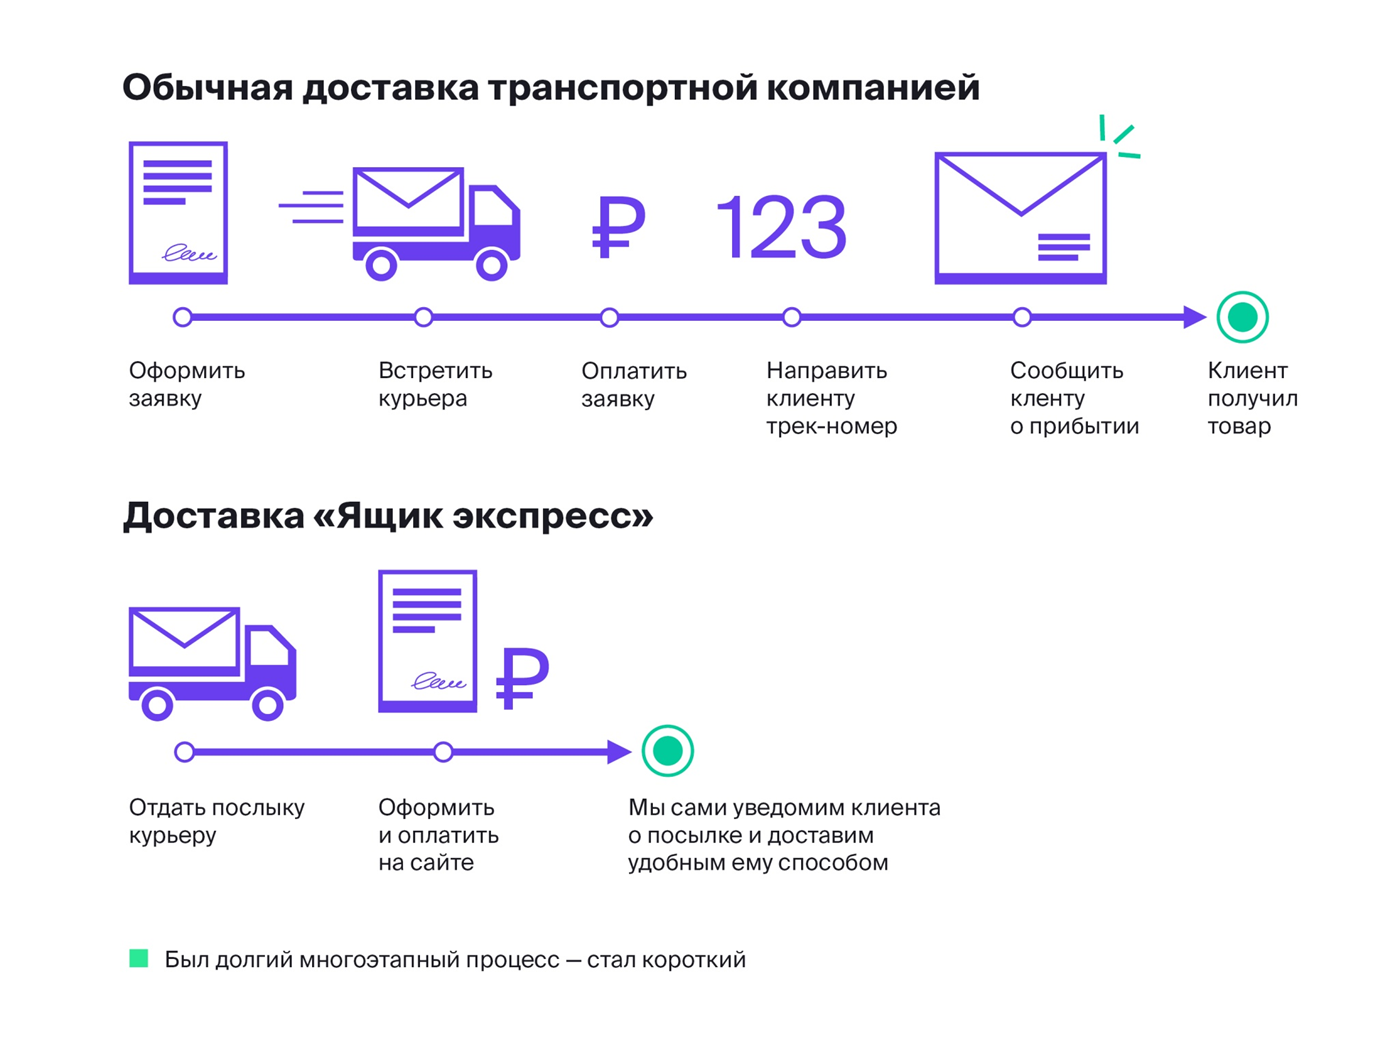 Обычная доставка транспортной компанией
₽
123
Оформить
заявку
Встретить
курьера
Оплатить
заявку
Направить
клиенту
трек-номер
Сообщить
кленту
о прибытии
Клиент
получил
товар
Доставка «Ящик экспресс»
₽
Отдать послыку
курьеру
Оформить
и оплатить
на сайте
Мы сами уведомим клиента
о посылке и доставим
удобным ему способом
Был долгий многоэтапный процесс — стал короткий